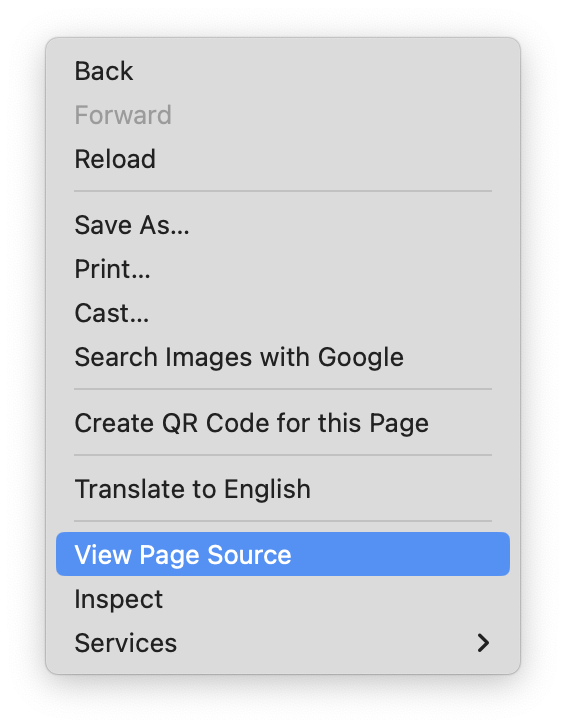 Back
Forward
Reload
Save As...
Print...
Cast...
Search Images with Google
Create QR Code for this Page
Translate to English
View Page Source
Inspect
Services